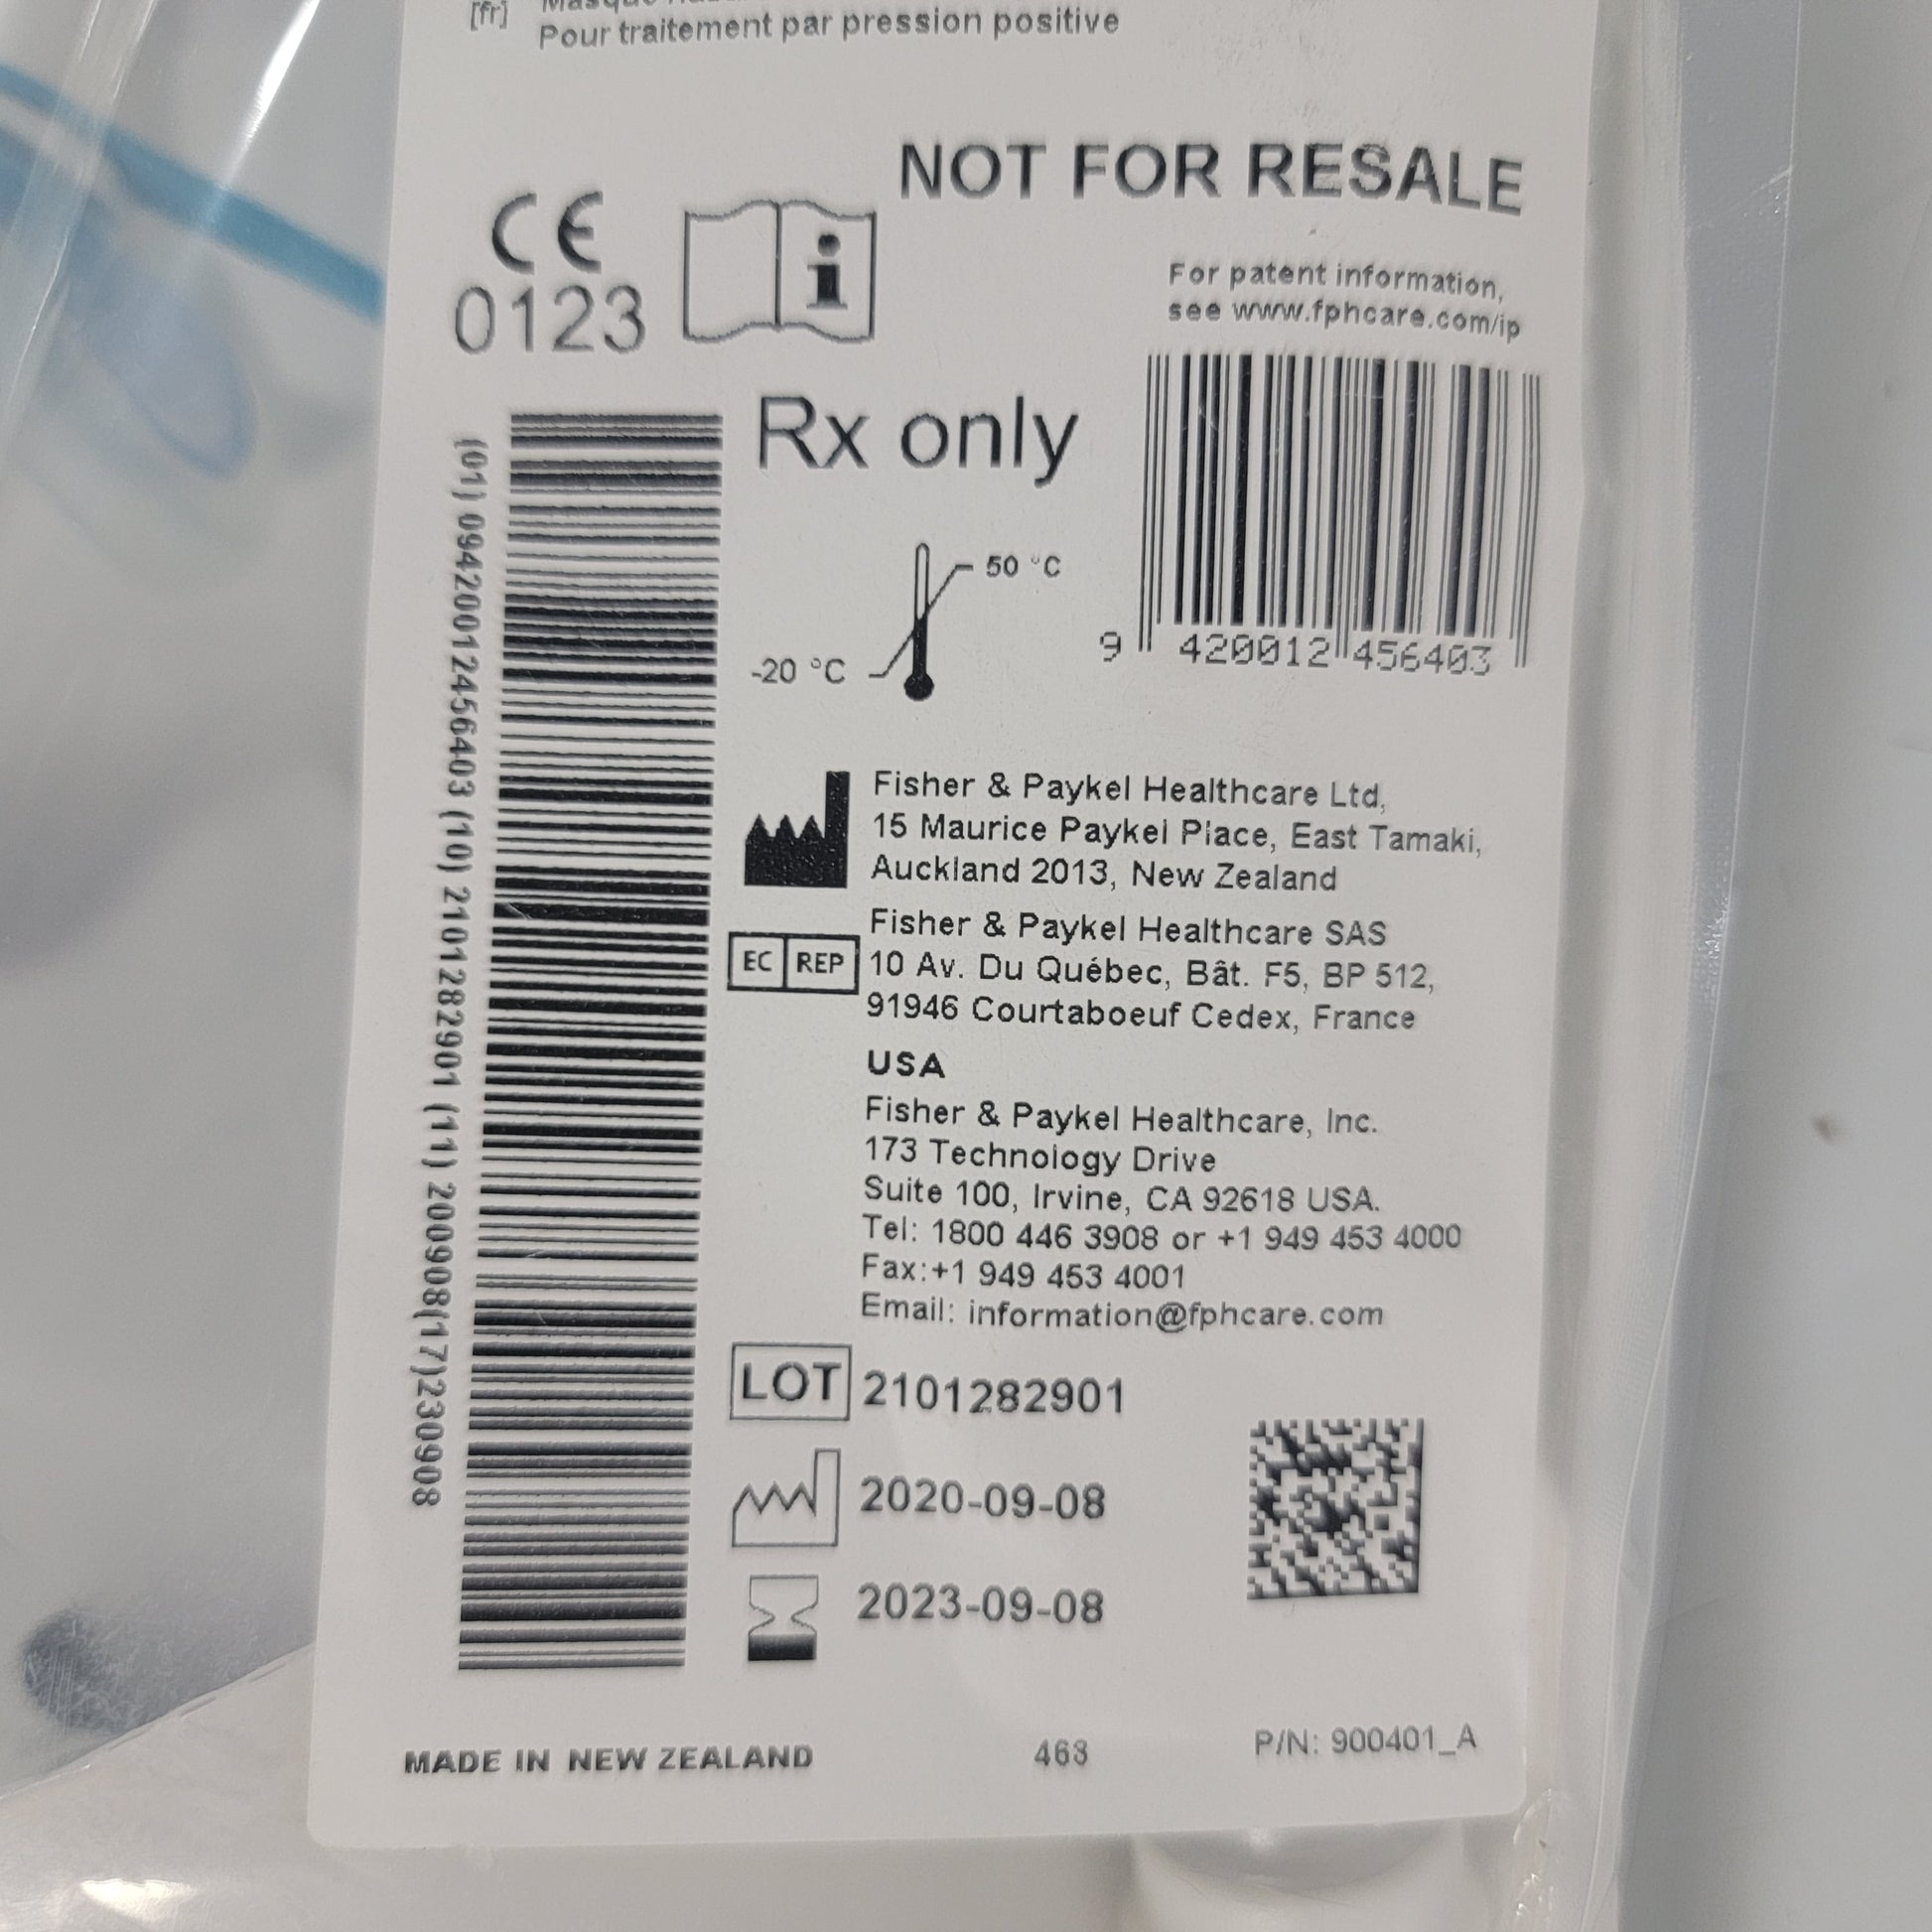 [fr] Masque
Pour traitement par pression positive
NOT FOR RESALE
CE
0123
i
For patent information,
see www.fphcare.com/ip
Rx only
(01) 09420012456403 (10) 2101282901 (11) 200908(17)230908
50 °C
-20 °C
9 420012 456403
Fisher & Paykel Healthcare Ltd,
15 Maurice Paykel Place, East Tamaki,
Auckland 2013, New Zealand
EC REP
Fisher & Paykel Healthcare SAS
10 Av. Du Québec, Bât. F5, BP 512,
91946 Courtaboeuf Cedex, France
USA
Fisher & Paykel Healthcare, Inc.
173 Technology Drive
Suite 100, Irvine, CA 92618 USA.
Tel: 1800 446 3908 or +1 949 453 4000
Fax:+1 949 453 4001
Email: information@fphcare.com
LOT 2101282901
2020-09-08
2023-09-08
MADE IN NEW ZEALAND
463
P/N: 900401_A